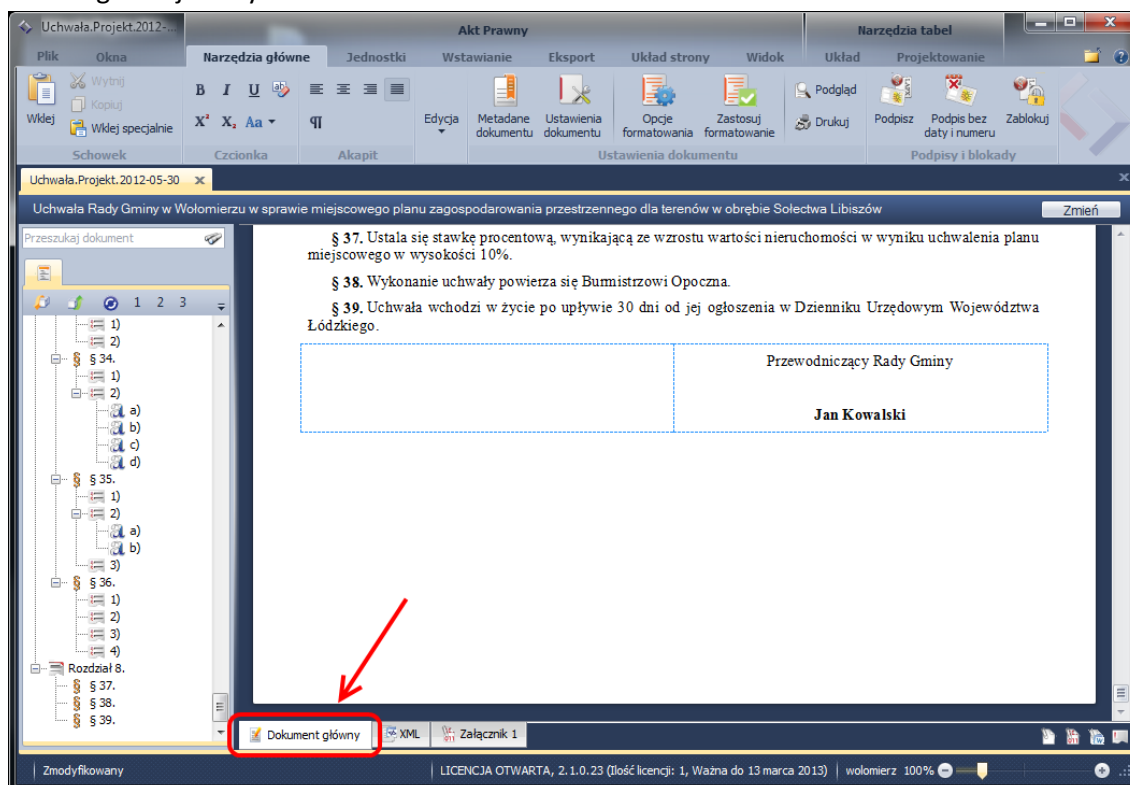 Uchwała.Projekt.2012-...
Akt Prawny
Narzędzia tabel
Plik Okna Narzędzia główne Jednostki Wstawianie Eksport Układ strony Widok Układ Projektowanie
Wklej
Wytnij
Kopiuj
Wklej specjalnie
Schowek
B I U
X² X₂ Aa
Czcionka
¶
Akapit
Edycja
Metadane dokumentu
Ustawienia dokumentu
Opcje formatowania
Zastosuj formatowanie
Podgląd
Drukuj
Ustawienia dokumentu
Podpisz
Podpis bez daty i numeru
Zablokuj
Podpisy i blokady
Uchwała.Projekt.2012-05-30
Uchwała Rady Gminy w Wołomierzu w sprawie miejscowego planu zagospodarowania przestrzennego dla terenów w obrębie Sołectwa Libiszów
Zmień
Przeszukaj dokument
1 2 3
1)
2)
§ 34.
1)
2)
a)
b)
c)
d)
§ 35.
1)
2)
a)
b)
3)
§ 36.
1)
2)
3)
4)
Rozdział 8.
§ 37.
§ 38.
§ 39.
§ 37. Ustala się stawkę procentową, wynikającą ze wzrostu wartości nieruchomości w wyniku uchwalenia planu
miejscowego w wysokości 10%.
§ 38. Wykonanie uchwały powierza się Burmistrzowi Opoczna.
§ 39. Uchwała wchodzi w życie po upływie 30 dni od jej ogłoszenia w Dzienniku Urzędowym Województwa
Łódzkiego.
Przewodniczący Rady Gminy
Jan Kowalski
Dokument główny XML Załącznik 1
Zmodyfikowany
LICENCJA OTWARTA, 2.1.0.23 (Ilość licencji: 1, Ważna do 13 marca 2013) wolomierz 100%